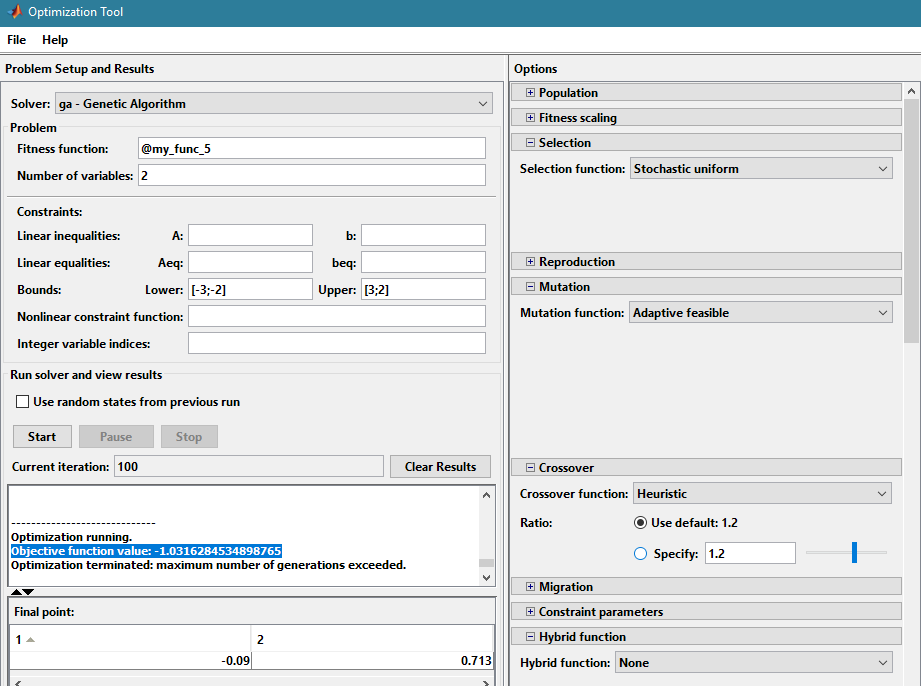 Optimization Tool
File Help
Problem Setup and Results
Solver: ga - Genetic Algorithm
Problem
Fitness function: @my_func_5
Number of variables: 2
Constraints:
Linear inequalities: A: b:
Linear equalities: Aeq: beq:
Bounds: Lower: [-3;-2] Upper: [3;2]
Nonlinear constraint function:
Integer variable indices:
Run solver and view results
Use random states from previous run
Start Pause Stop
Current iteration: 100 Clear Results
------------------------------
Optimization running.
Objective function value: -1.0316284534898765
Optimization terminated: maximum number of generations exceeded.
Final point:
1 2
-0.09 0.713
Options
Population
Fitness scaling
Selection
Selection function: Stochastic uniform
Reproduction
Mutation
Mutation function: Adaptive feasible
Crossover
Crossover function: Heuristic
Ratio: Use default: 1.2
Specify: 1.2
Migration
Constraint parameters
Hybrid function
Hybrid function: None